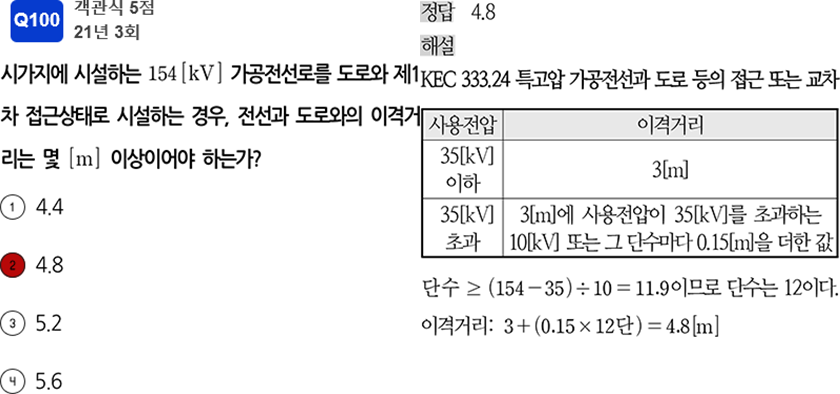 Q100
객관식 5점
21년 3회
시가지에 시설하는 154[kV] 가공전선로를 도로와 제1
차 접근상태로 시설하는 경우, 전선과 도로와의 이격거
리는 몇 [m] 이상이어야 하는가?
1 4.4
2 4.8
3 5.2
4 5.6
정답 4.8
해설
KEC 333.24 특고압 가공전선과 도로 등의 접근 또는 교차
사용전압 이격거리
35[kV]
이하
3[m]
35[kV]
초과
3[m]에 사용전압이 35[kV]를 초과하는
10[kV] 또는 그 단수마다 0.15[m]을 더한 값
단수 ≥ (154-35)÷10=11.9이므로 단수는 12이다.
이격거리: 3+(0.15×12단)=4.8[m]